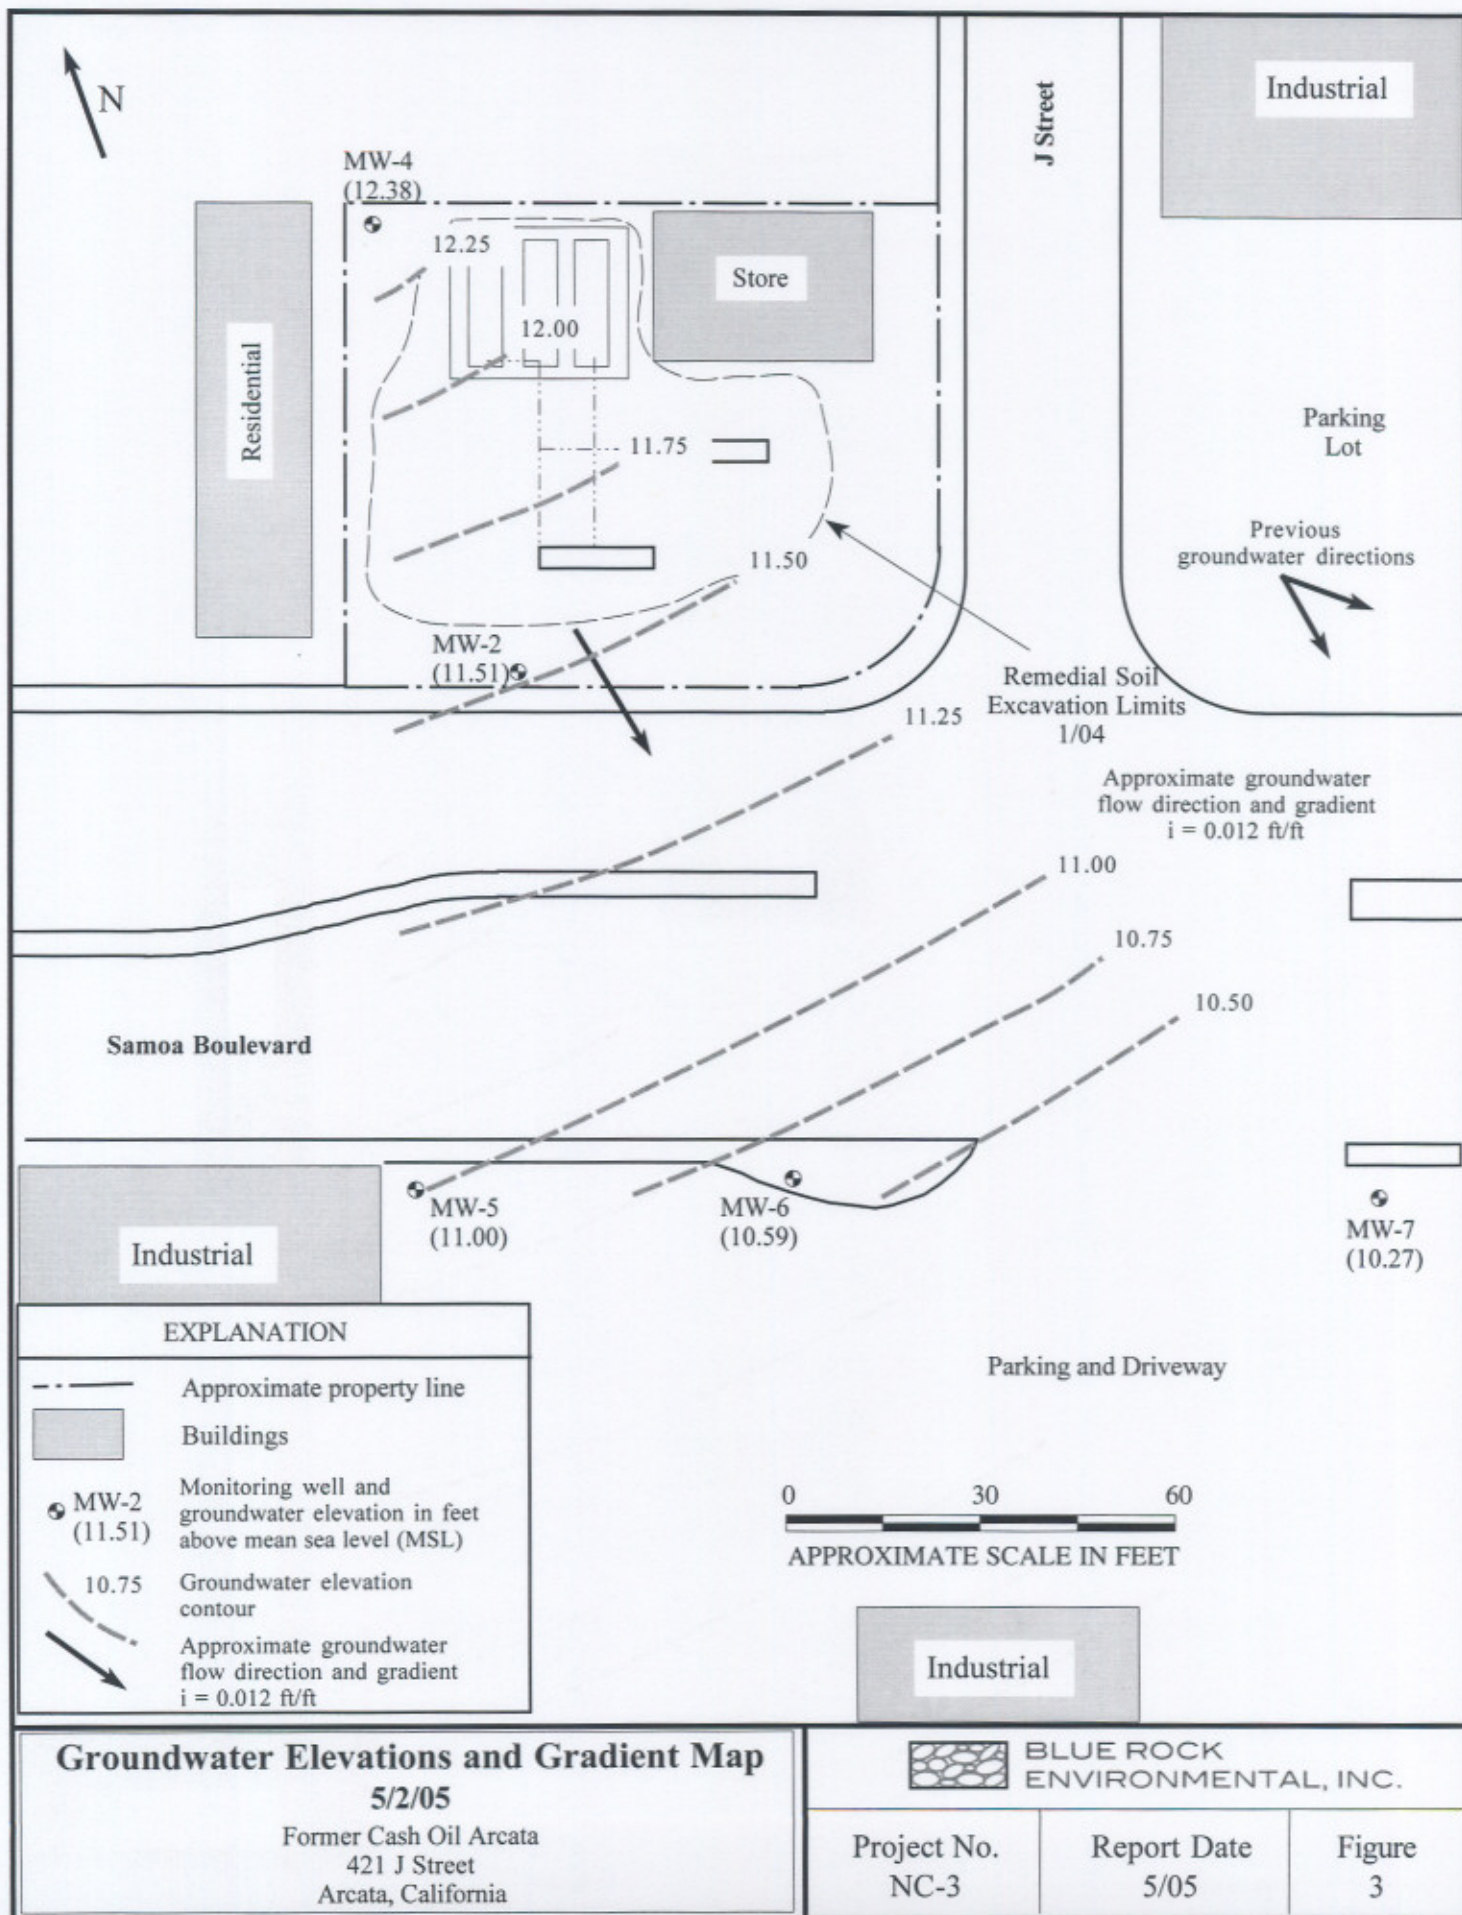 N
J Street
Industrial
MW-4
(12.38)
12.25
Store
12.00
Residential
11.75
Parking
Lot
Previous
groundwater directions
11.50
MW-2
(11.51)
Remedial Soil
Excavation Limits
1/04
11.25
Approximate groundwater
flow direction and gradient
i = 0.012 ft/ft
11.00
10.75
10.50
Samoa Boulevard
MW-5
(11.00)
MW-6
(10.59)
MW-7
(10.27)
Industrial
EXPLANATION
Approximate property line
Buildings
MW-2
(11.51)
Monitoring well and
groundwater elevation in feet
above mean sea level (MSL)
10.75
Groundwater elevation
contour
Approximate groundwater
flow direction and gradient
i = 0.012 ft/ft
Parking and Driveway
0 30 60
APPROXIMATE SCALE IN FEET
Industrial
Groundwater Elevations and Gradient Map
5/2/05
Former Cash Oil Arcata
421 J Street
Arcata, California
BLUE ROCK
ENVIRONMENTAL, INC.
Project No.
NC-3
Report Date
5/05
Figure
3